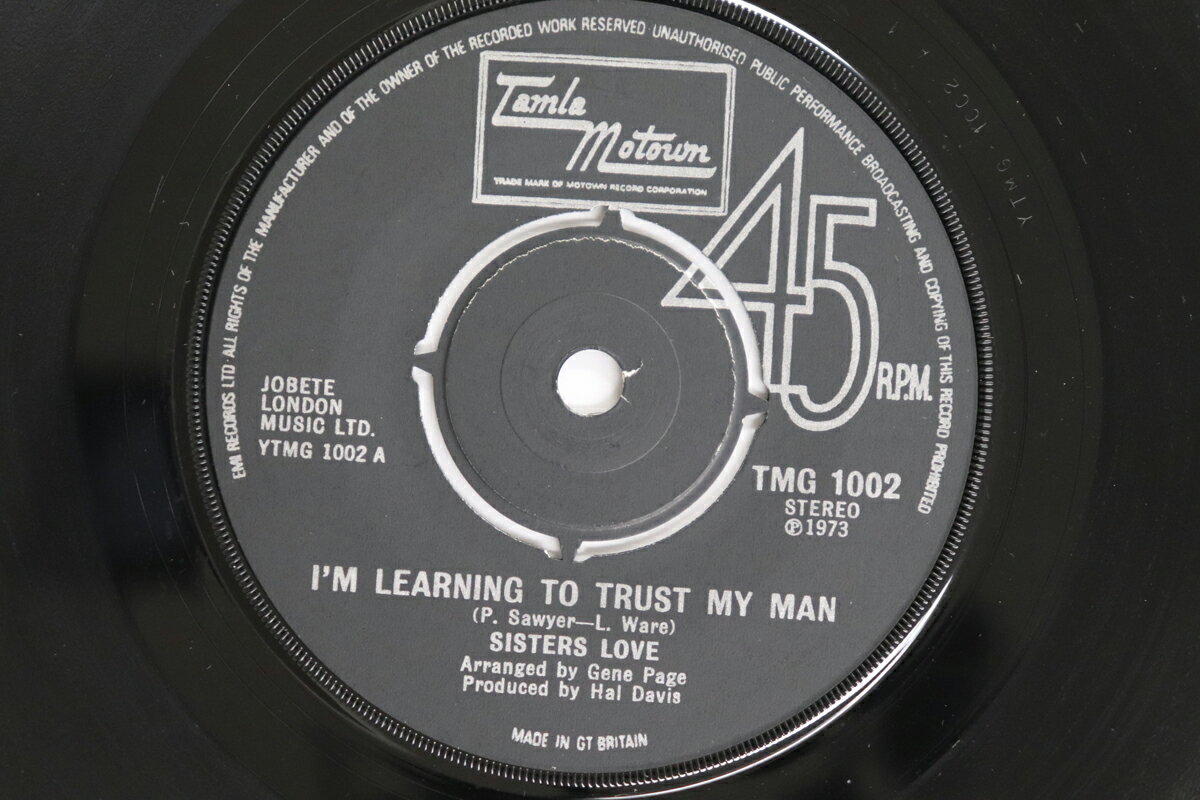 EMI RECORDS LTD · ALL RIGHTS OF THE MANUFACTURER AND OF THE OWNER OF THE RECORDED WORK RESERVED · UNAUTHORISED PUBLIC PERFORMANCE BROADCASTING AND COPYING OF THIS RECORD PROHIBITED
Tamla
Motown
TRADE MARK OF MOTOWN RECORD CORPORATION
45
R.P.M.
JOBETE
LONDON
MUSIC LTD.
YTMG 1002 A
TMG 1002
STEREO
℗1973
I'M LEARNING TO TRUST MY MAN
(P. Sawyer—L. Ware)
SISTERS LOVE
Arranged by Gene Page
Produced by Hal Davis
MADE IN GT BRITAIN
YTMG 1002